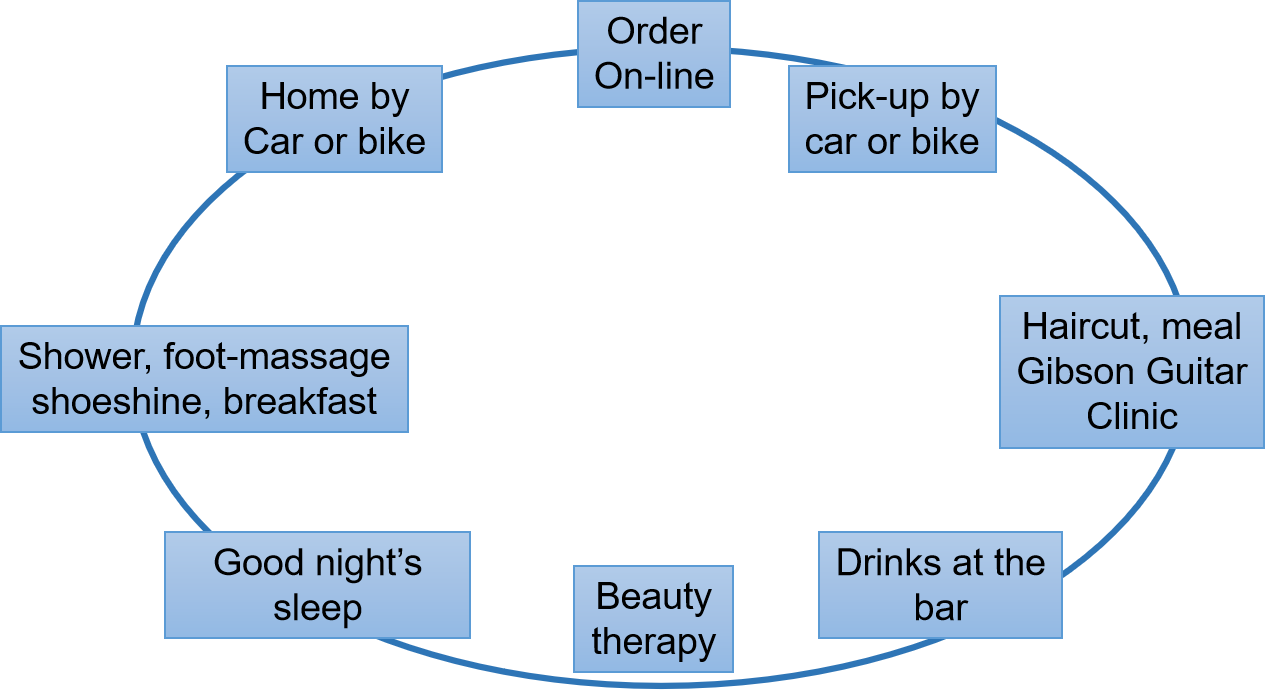 Order
On-line
Pick-up by
car or bike
Haircut, meal
Gibson Guitar
Clinic
Drinks at the
bar
Beauty
therapy
Good night’s
sleep
Shower, foot-massage
shoeshine, breakfast
Home by
Car or bike